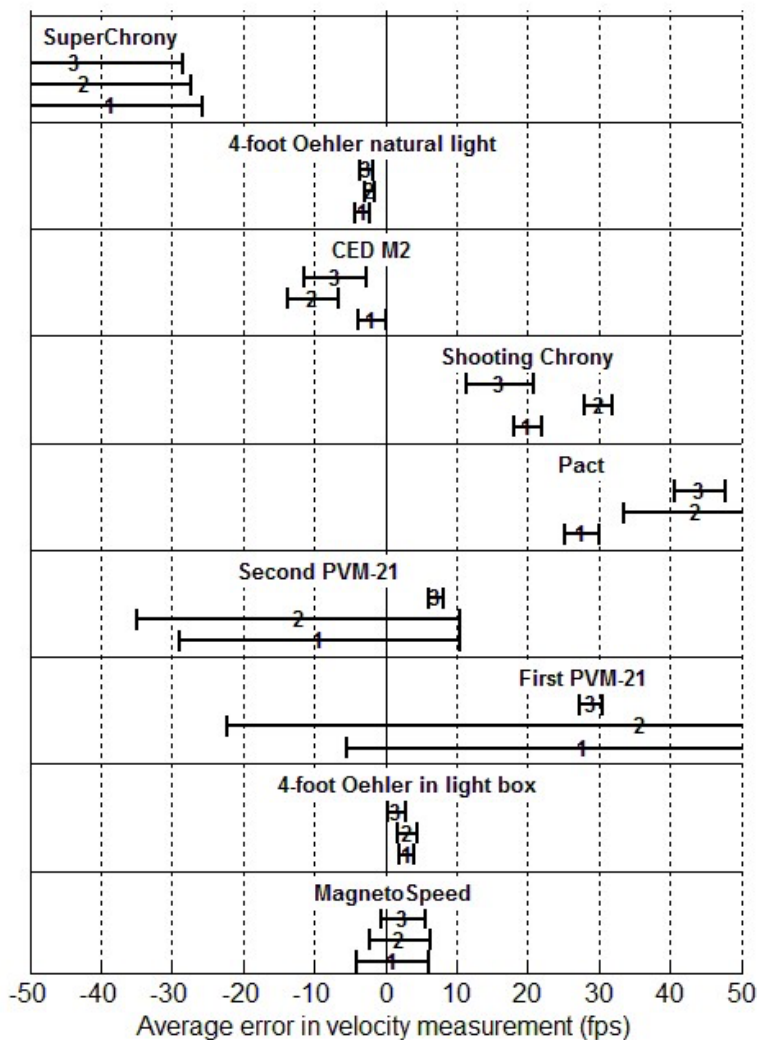 SuperChrony
3
2
1
4-foot Oehler natural light
3
2
1
CED M2
3
2
1
Shooting Chrony
3
2
1
Pact
3
2
1
Second PVM-21
3
2
1
First PVM-21
3
2
1
4-foot Oehler in light box
3
2
1
MagnetoSpeed
3
2
1
-50 -40 -30 -20 -10 0 10 20 30 40 50
Average error in velocity measurement (fps)